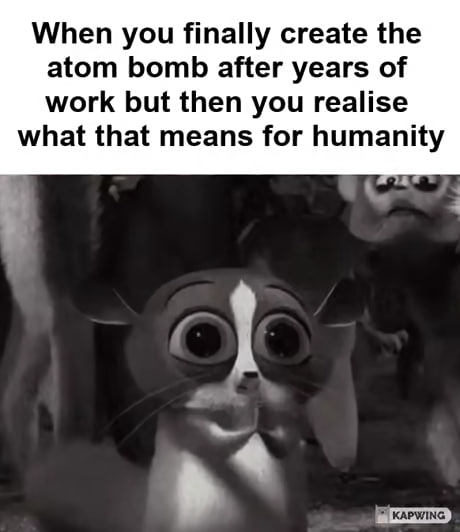 When you finally create the
atom bomb after years of
work but then you realise
what that means for humanity
KAPWING